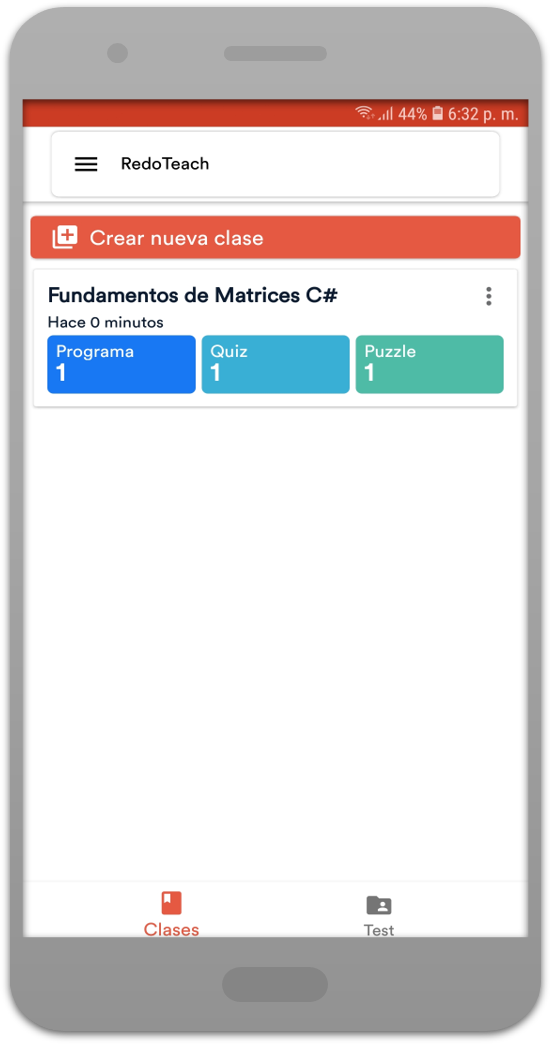 44% 6:32 p. m.
RedoTeach
Crear nueva clase
Fundamentos de Matrices C#
Hace 0 minutos
Programa Quiz Puzzle
1 1 1
Clases Test